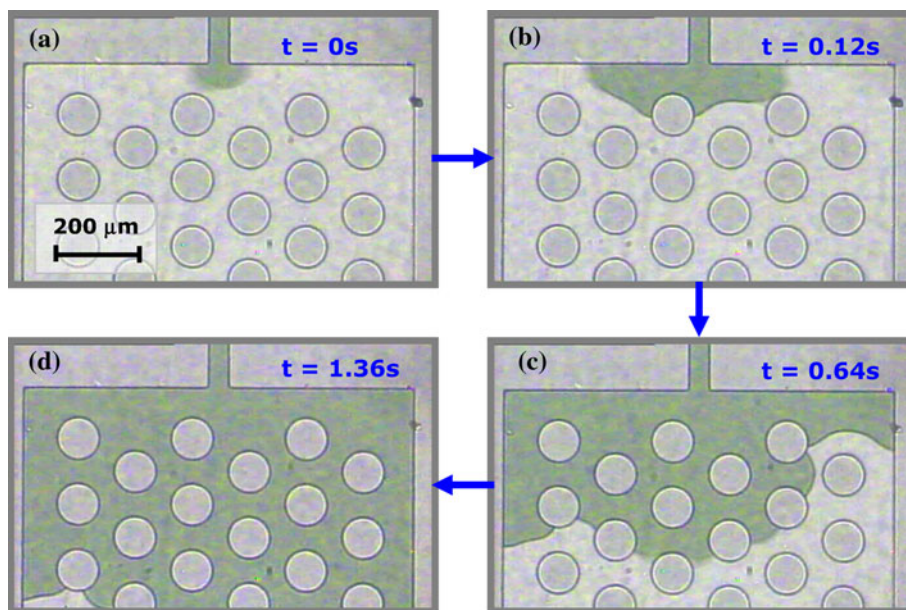 (a)
t = 0s
200 μm
(b)
t = 0.12s
(c)
t = 0.64s
(d)
t = 1.36s